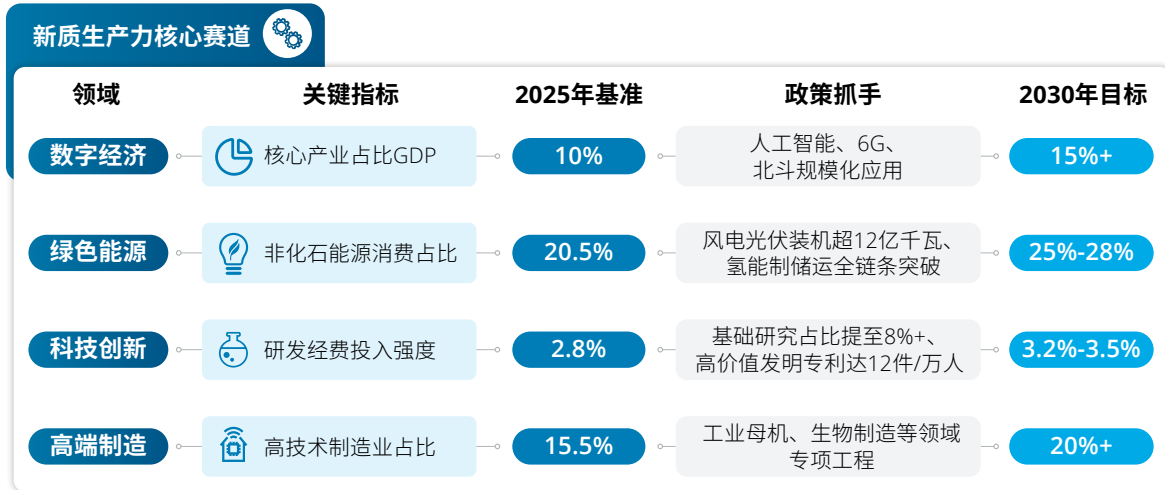 新质生产力核心赛道
领域 关键指标 2025年基准 政策抓手 2030年目标
数字经济 核心产业占比GDP 10% 人工智能、6G、
北斗规模化应用 15%+
绿色能源 非化石能源消费占比 20.5% 风电光伏装机超12亿千瓦、
氢能制储运全链条突破 25%-28%
科技创新 研发经费投入强度 2.8% 基础研究占比提至8%+、
高价值发明专利达12件/万人 3.2%-3.5%
高端制造 高技术制造业占比 15.5% 工业母机、生物制造等领域
专项工程 20%+